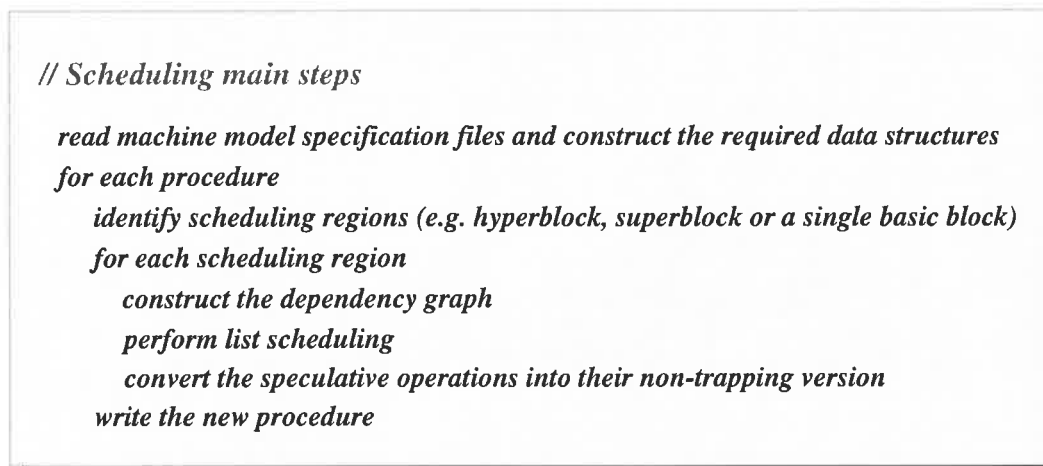 // Scheduling main steps
read machine model specification files and construct the required data structures
for each procedure
identify scheduling regions (e.g. hyperblock, superblock or a single basic block)
for each scheduling region
construct the dependency graph
perform list scheduling
convert the speculative operations into their non-trapping version
write the new procedure